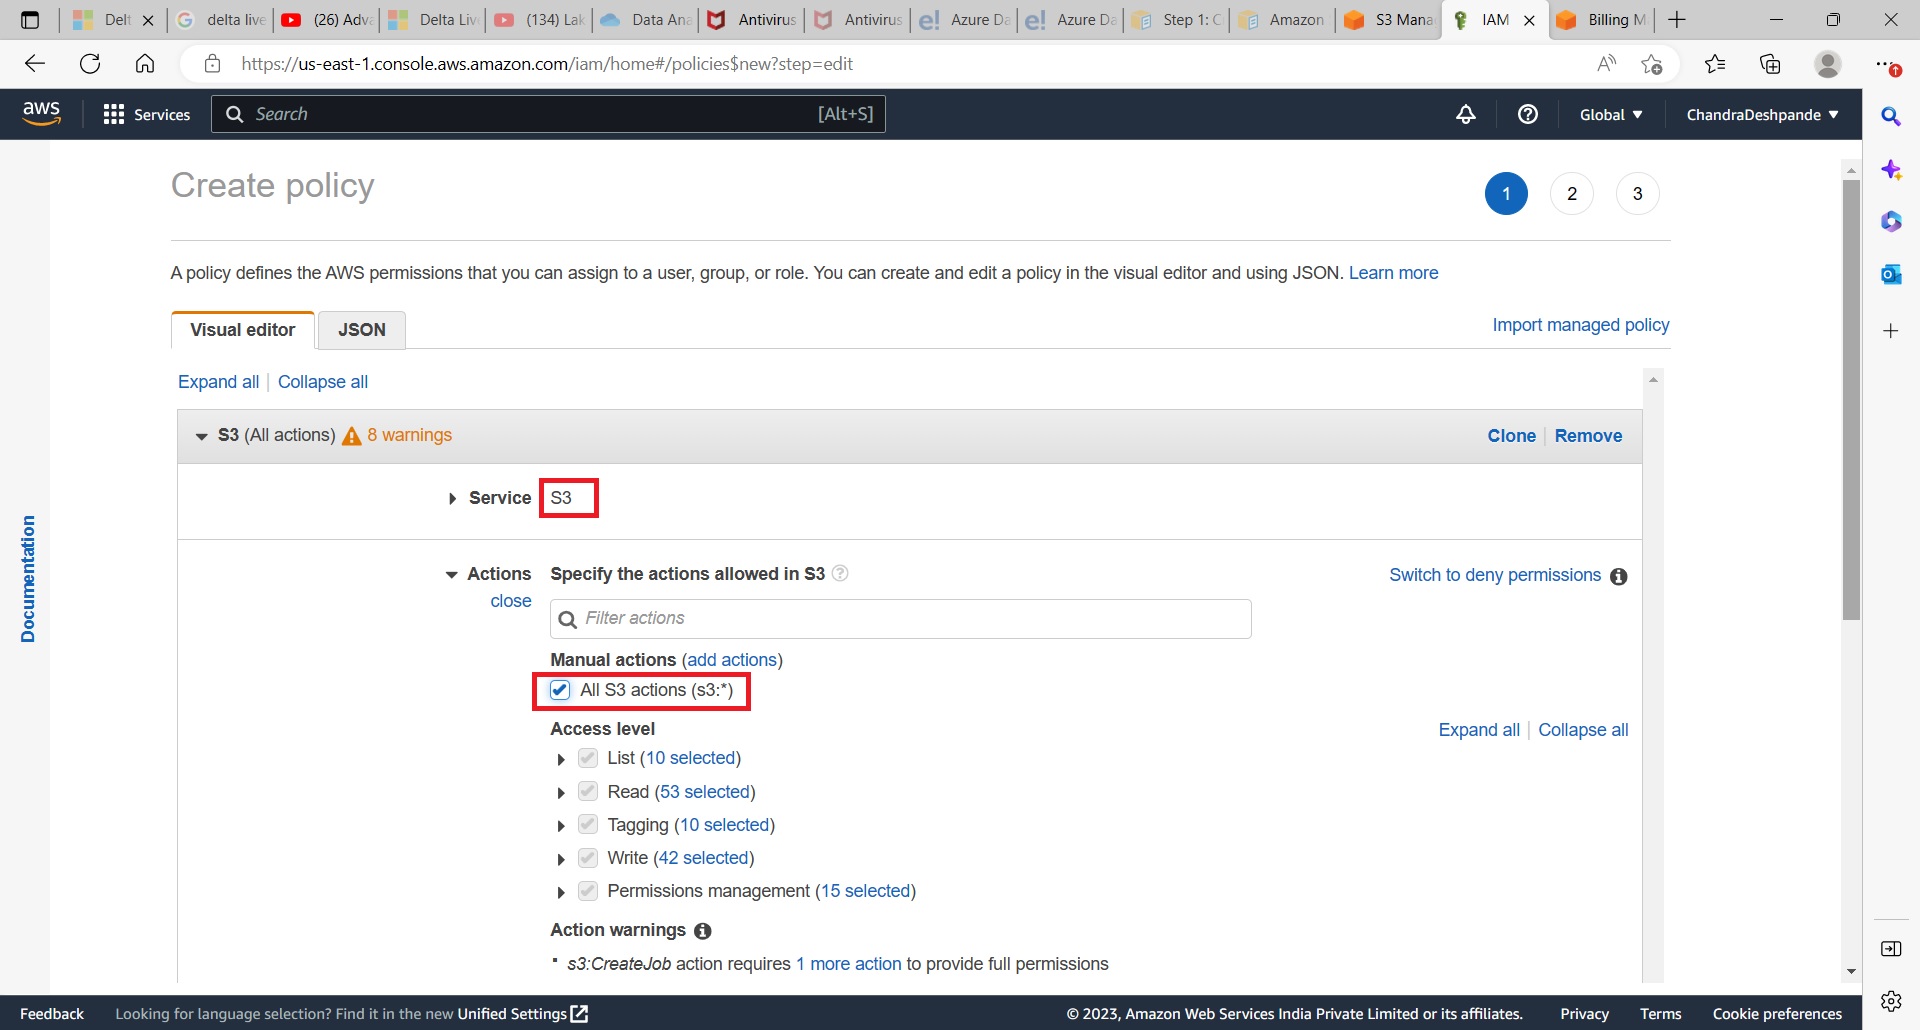 Delt
delta live
(26) Adva
Delta Liv
(134) Lak
Data Ana
Antivirus
Antivirus
Azure Da
Azure Da
Step 1: C
Amazon
S3 Mana
IAM
Billing M
https://us-east-1.console.aws.amazon.com/iam/home#/policies$new?step=edit
aws
Services
Search
[Alt+S]
Global
ChandraDeshpande
Create policy
1
2
3
A policy defines the AWS permissions that you can assign to a user, group, or role. You can create and edit a policy in the visual editor and using JSON. Learn more
Visual editor
JSON
Import managed policy
Expand all
Collapse all
S3 (All actions) 8 warnings
Clone
Remove
Service S3
Actions Specify the actions allowed in S3
close
Switch to deny permissions
Filter actions
Manual actions (add actions)
All S3 actions (s3:*)
Access level
Expand all
Collapse all
List (10 selected)
Read (53 selected)
Tagging (10 selected)
Write (42 selected)
Permissions management (15 selected)
Action warnings
s3:CreateJob action requires 1 more action to provide full permissions
Documentation
Feedback
Looking for language selection? Find it in the new Unified Settings
© 2023, Amazon Web Services India Private Limited or its affiliates.
Privacy
Terms
Cookie preferences